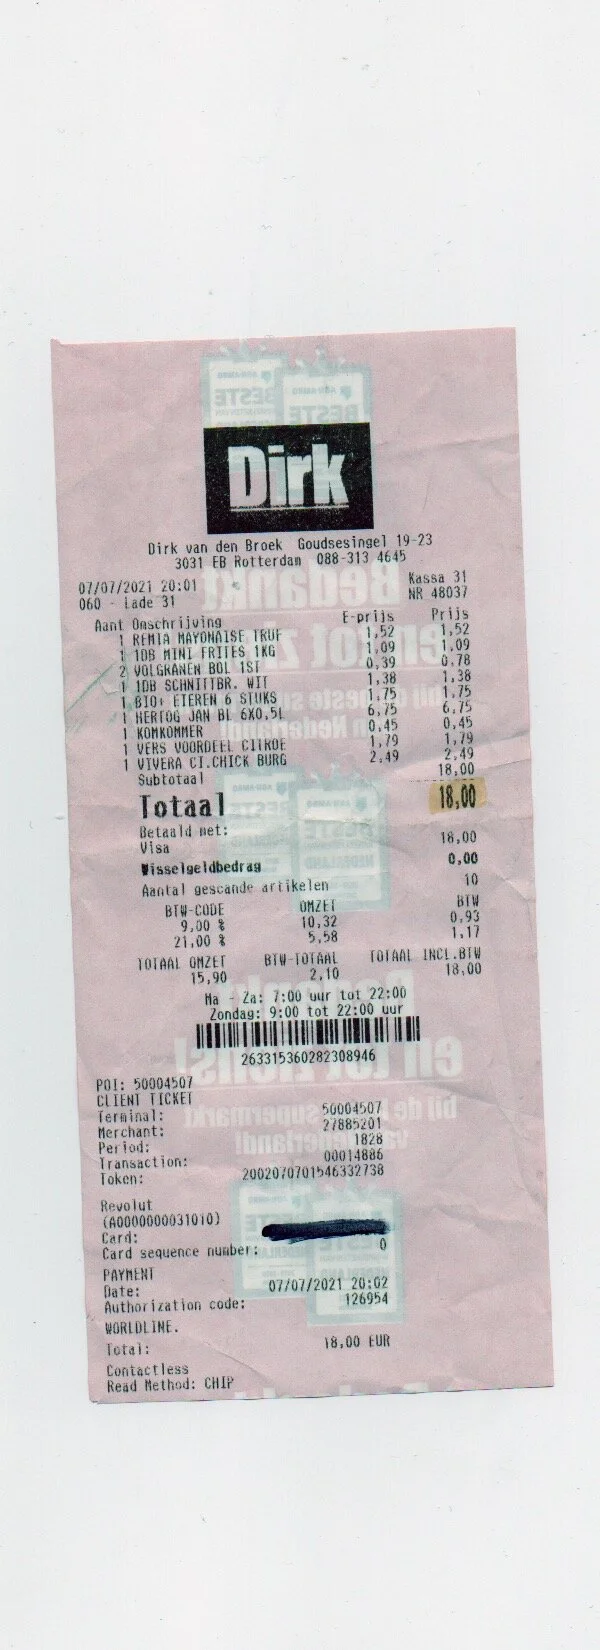 Dirk
Dirk van den Broek Goudsesingel 19-23
3031 EB Rotterdam 088-313 4645
07/07/2021 20:01 Kassa 31
060 - Lade 31 NR 48037
Aant Omschrijving E-prijs Prijs
1 REMIA MAYONAISE TRUF 1,52 1,52
1 1DB MINI FRITES 1KG 1,09 1,09
2 VOLGRANEN BOL 1ST 0,39 0,78
1 1DB SCHNITTBR. WIT 1,38 1,38
1 BIO+ EIEREN 6 STUKS 1,75 1,75
1 HERTOG JAN BL 6X0,5L 6,75 6,75
1 KOMKOMMER 0,45 0,45
1 VERS VOORDEEL CITROE 1,79 1,79
1 VIVERA CI.CHICK BURG 2,49 2,49
Subtotaal 18,00
Totaal 18,00
Betaald met:
Visa 18,00
Wisselgeldbedrag 0,00
Aantal gescande artikelen 10
BTW-CODE OMZET BTW
9,00 % 10,32 0,93
21,00 % 5,58 1,17
TOTAAL OMZET BTW-TOTAAL TOTAAL INCL.BTW
15,90 2,10 18,00
Ma - Za: 7:00 uur tot 22:00
Zondag: 9:00 tot 22:00 uur
263315360282308946
POI: 50004507
CLIENT TICKET
Terminal: 50004507
Merchant: 27885201
Period: 1828
Transaction: 00014886
Token: 2002070701546332738
Revolut
(A0000000031010)
Card:
Card sequence number: 0
PAYMENT
Date: 07/07/2021 20:02
Authorization code: 126954
WORLDLINE.
Total: 18,00 EUR
Contactless
Read Method: CHIP